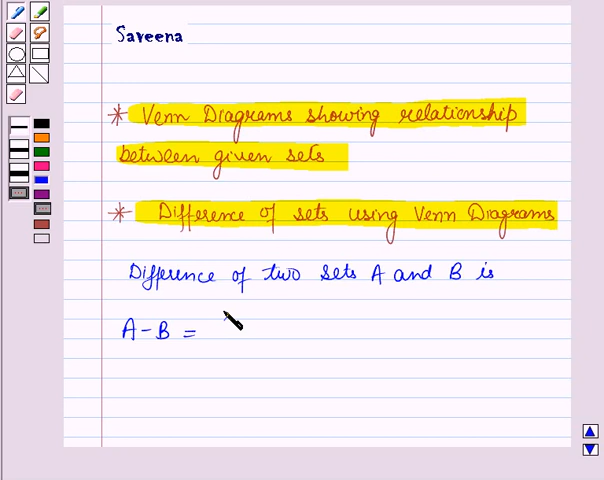 Saveena
* Venn Diagrams showing relationship
between given sets
* Difference of sets using Venn Diagrams
Difference of two sets A and B is
A - B =